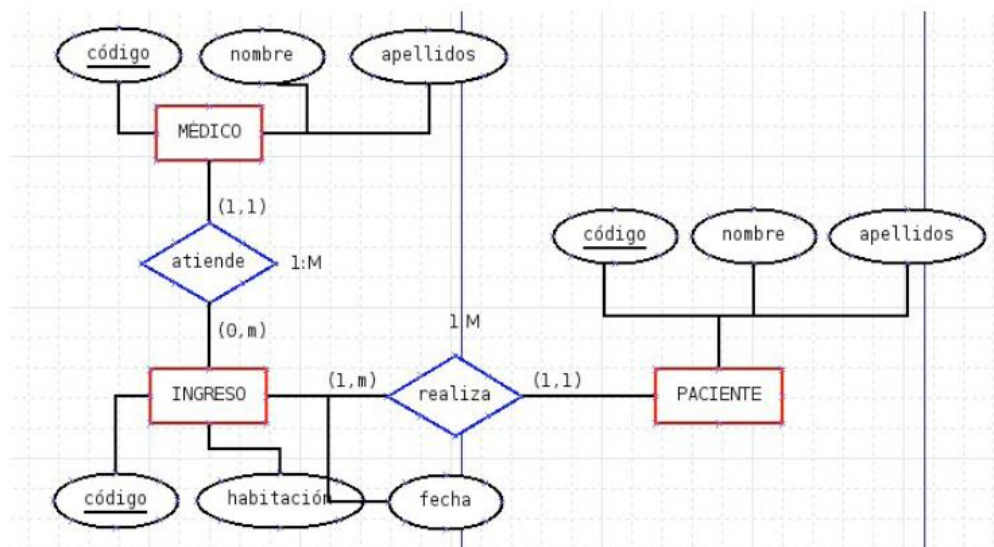 código
nombre
apellidos
MÉDICO
(1,1)
atiende
1:M
(0,m)
código
nombre
apellidos
1 M
INGRESO
(1,m)
realiza
(1,1)
PACIENTE
código
habitación
fecha